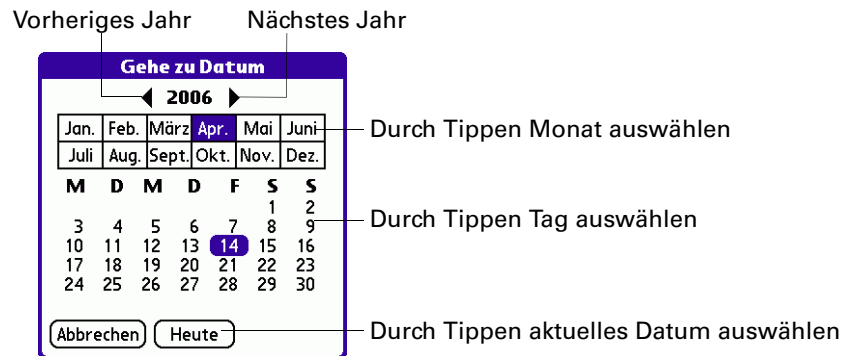 Vorheriges Jahr Nächstes Jahr
Gehe zu Datum
2006
Jan. Feb. März Apr. Mai Juni
Durch Tippen Monat auswählen
Juli Aug. Sept. Okt. Nov. Dez.
M D M D F S S
1 2
Durch Tippen Tag auswählen
3 4 5 6 7 8 9
10 11 12 13 14 15 16
17 18 19 20 21 22 23
24 25 26 27 28 29 30
Abbrechen Heute
Durch Tippen aktuelles Datum auswählen